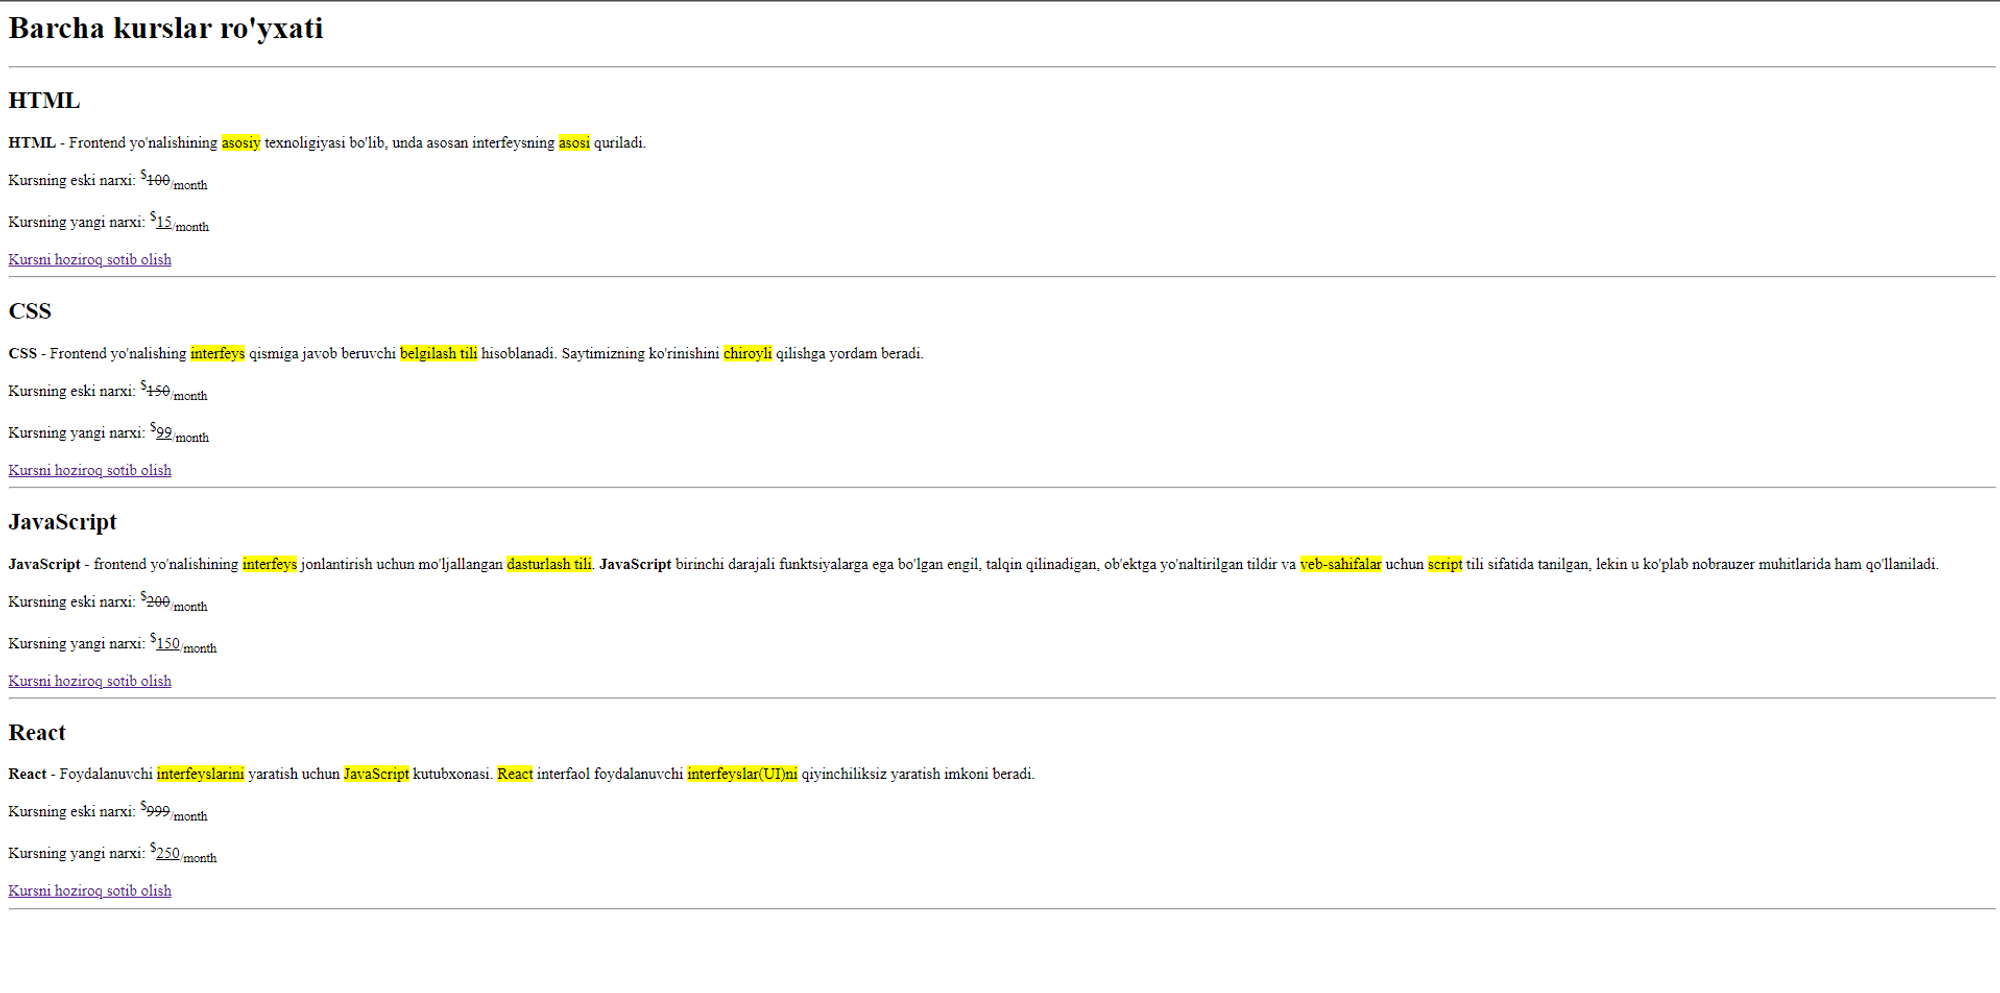 Barcha kurslar ro'yxati
HTML
HTML - Frontend yo'nalishining asosiy texnoligiyasi bo'lib, unda asosan interfeysning asosi quriladi.
Kursning eski narxi: $100/month
Kursning yangi narxi: $15/month
Kursni hoziroq sotib olish
CSS
CSS - Frontend yo'nalishing interfeys qismiga javob beruvchi belgilash tili hisoblanadi. Saytimizning ko'rinishini chiroyli qilishga yordam beradi.
Kursning eski narxi: $150/month
Kursning yangi narxi: $99/month
Kursni hoziroq sotib olish
JavaScript
JavaScript - frontend yo'nalishining interfeys jonlantirish uchun mo'ljallangan dasturlash tili. JavaScript birinchi darajali funktsiyalarga ega bo'lgan engil, talqin qilinadigan, ob'ektga yo'naltirilgan tildir va veb-sahifalar uchun script tili sifatida tanilgan, lekin u ko'plab nobrauzer muhitlarida ham qo'llaniladi.
Kursning eski narxi: $200/month
Kursning yangi narxi: $150/month
Kursni hoziroq sotib olish
React
React - Foydalanuvchi interfeyslarini yaratish uchun JavaScript kutubxonasi. React interfaol foydalanuvchi interfeyslar(UI)ni qiyinchiliksiz yaratish imkoni beradi.
Kursning eski narxi: $999/month
Kursning yangi narxi: $250/month
Kursni hoziroq sotib olish